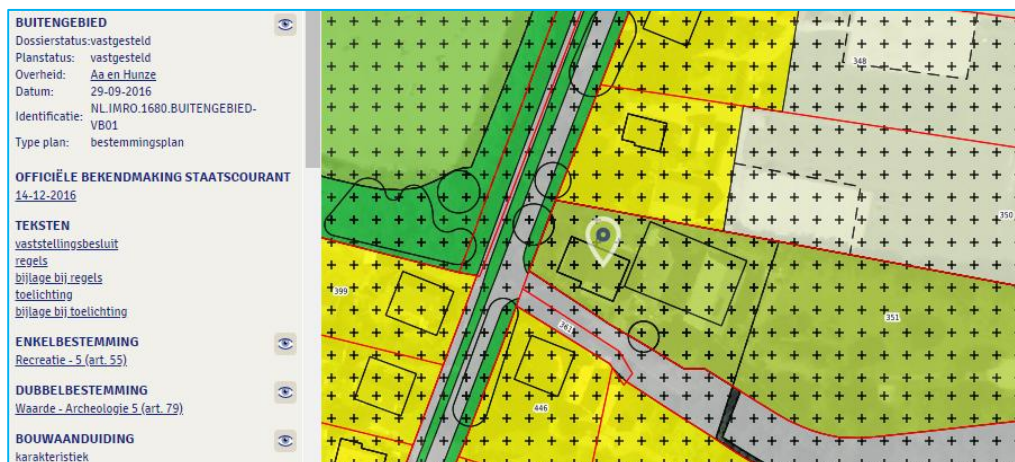 BUITENGEBIED
Dossierstatus:vastgesteld
Planstatus: vastgesteld
Overheid: Aa en Hunze
Datum: 29-09-2016
Identificatie: NL.IMRO.1680.BUITENGEBIED-
VB01
Type plan: bestemmingsplan
OFFICIËLE BEKENDMAKING STAATSCOURANT
14-12-2016
TEKSTEN
vaststellingsbesluit
regels
bijlage bij regels
toelichting
bijlage bij toelichting
ENKELBESTEMMING
Recreatie - 5 (art. 55)
DUBBELBESTEMMING
Waarde - Archeologie 5 (art. 79)
BOUWAANDUIDING
karakteristiek
348
350
399
351
361
446